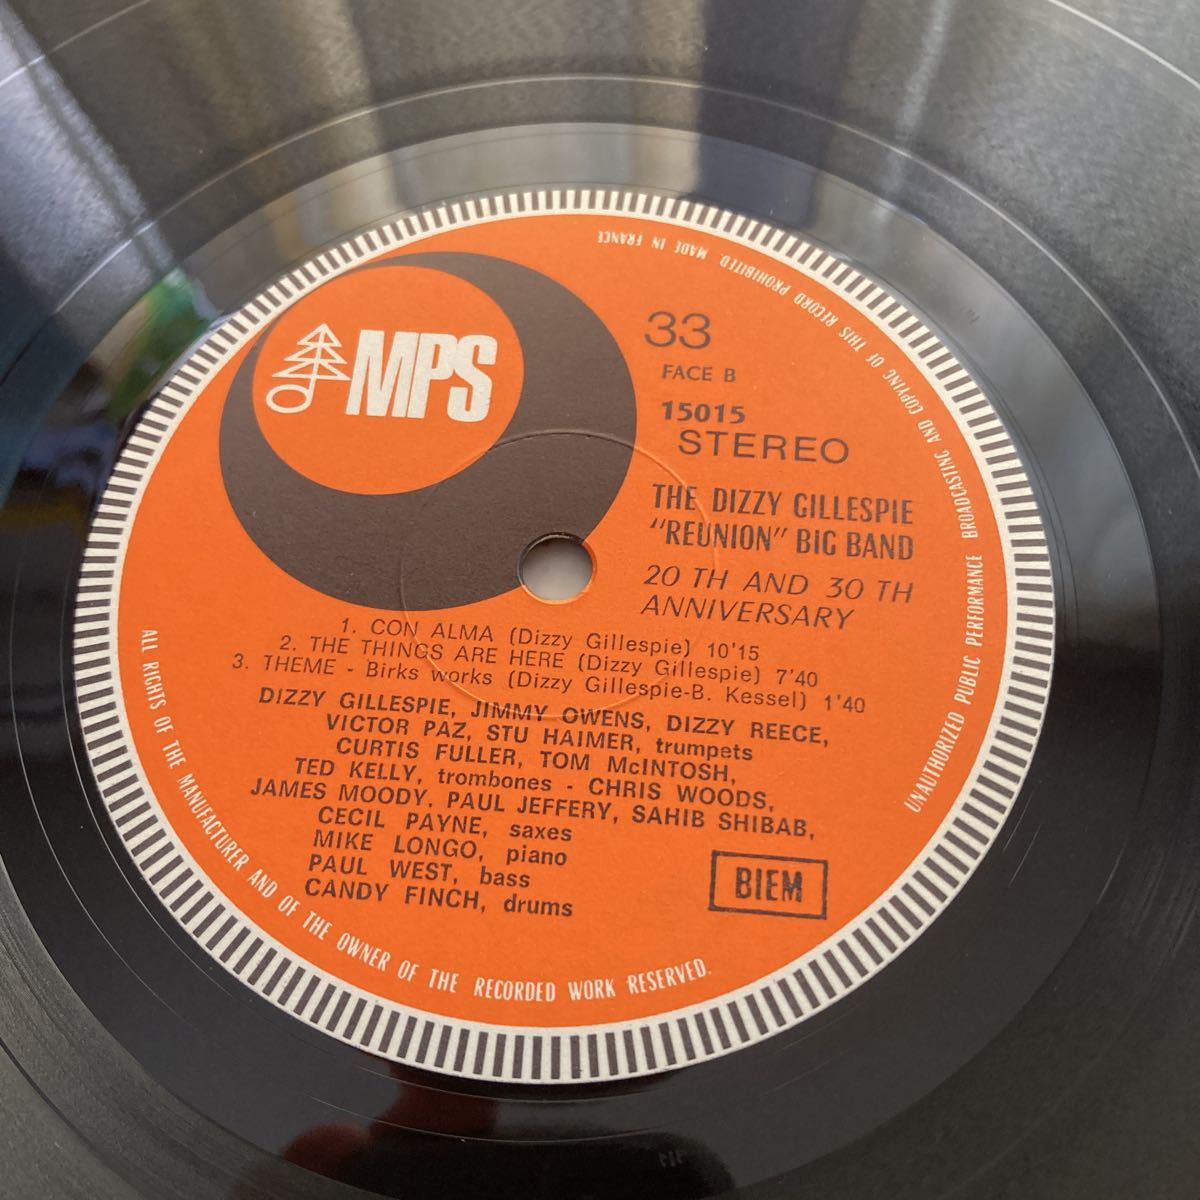 MPS
33
FACE B
15015
STEREO
THE DIZZY GILLESPIE
"REUNION" BIG BAND
20 TH AND 30 TH
ANNIVERSARY
1. CON ALMA (Dizzy Gillespie) 10'15
2. THE THINGS ARE HERE (Dizzy Gillespie) 7'40
3. THEME - Birks works (Dizzy Gillespie-B. Kessel) 1'40
DIZZY GILLESPIE, JIMMY OWENS, DIZZY REECE,
VICTOR PAZ, STU HAIMER, trumpets
CURTIS FULLER, TOM McINTOSH,
TED KELLY, trombones - CHRIS WOODS,
JAMES MOODY, PAUL JEFFERY, SAHIB SHIBAB,
CECIL PAYNE, saxes
MIKE LONGO, piano
PAUL WEST, bass
CANDY FINCH, drums
BIEM
ALL RIGHTS OF THE MANUFACTURER AND OF THE OWNER OF THE RECORDED WORK RESERVED.
UNAUTHORIZED PUBLIC PERFORMANCE BROADCASTING AND COPYING OF THIS RECORD PROHIBITED. MADE IN FRANCE